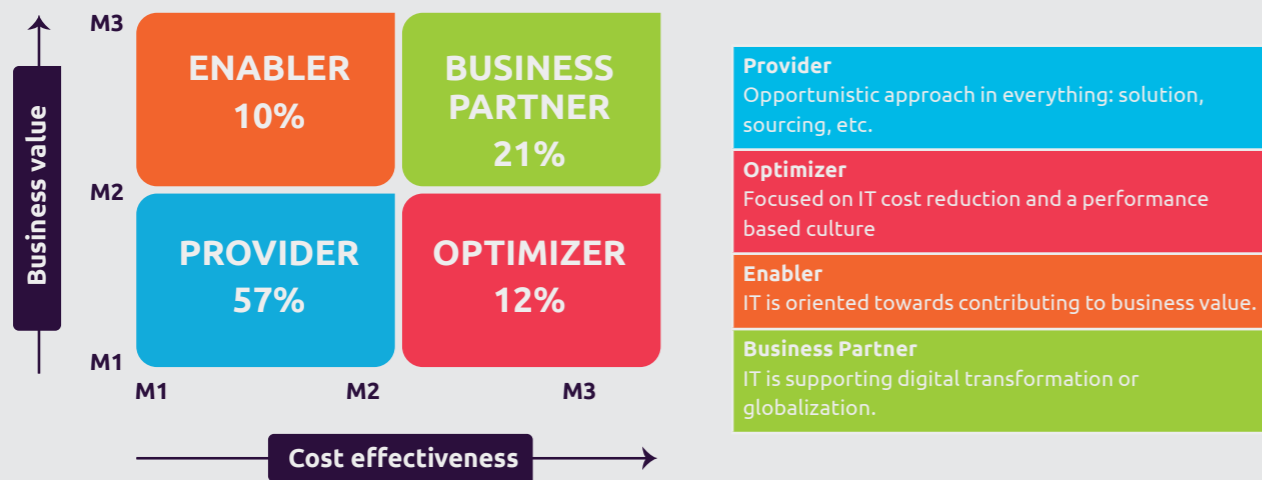 M3
ENABLER
10%
BUSINESS
PARTNER
21%
Business value
M2
PROVIDER
57%
OPTIMIZER
12%
M1
M1
M2
M3
Cost effectiveness
Provider
Opportunistic approach in everything: solution,
sourcing, etc.
Optimizer
Focused on IT cost reduction and a performance
based culture
Enabler
IT is oriented towards contributing to business value.
Business Partner
IT is supporting digital transformation or
globalization.